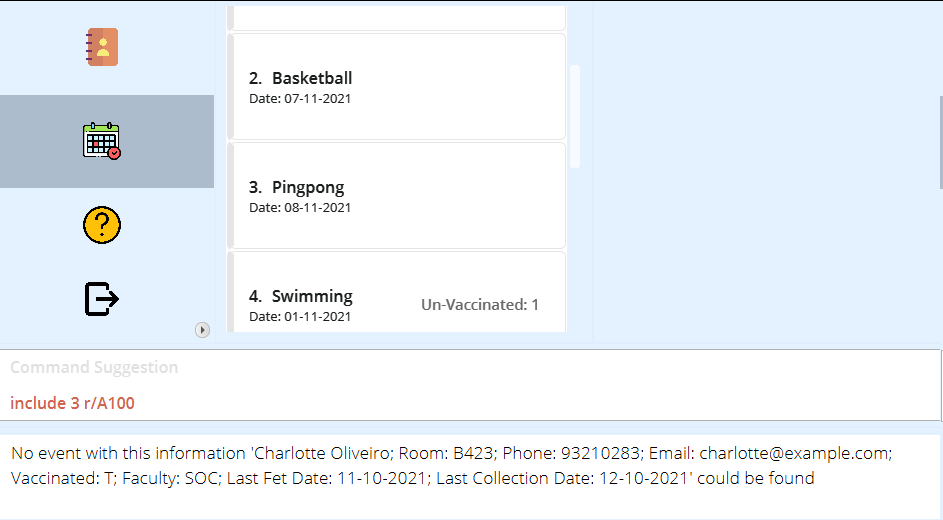 2. Basketball
Date: 07-11-2021
3. Pingpong
Date: 08-11-2021
4. Swimming
Un-Vaccinated: 1
Date: 01-11-2021
Command Suggestion
include 3 r/A100
No event with this information 'Charlotte Oliveiro; Room: B423; Phone: 93210283; Email: charlotte@example.com;
Vaccinated: T; Faculty: SOC; Last Fet Date: 11-10-2021; Last Collection Date: 12-10-2021' could be found